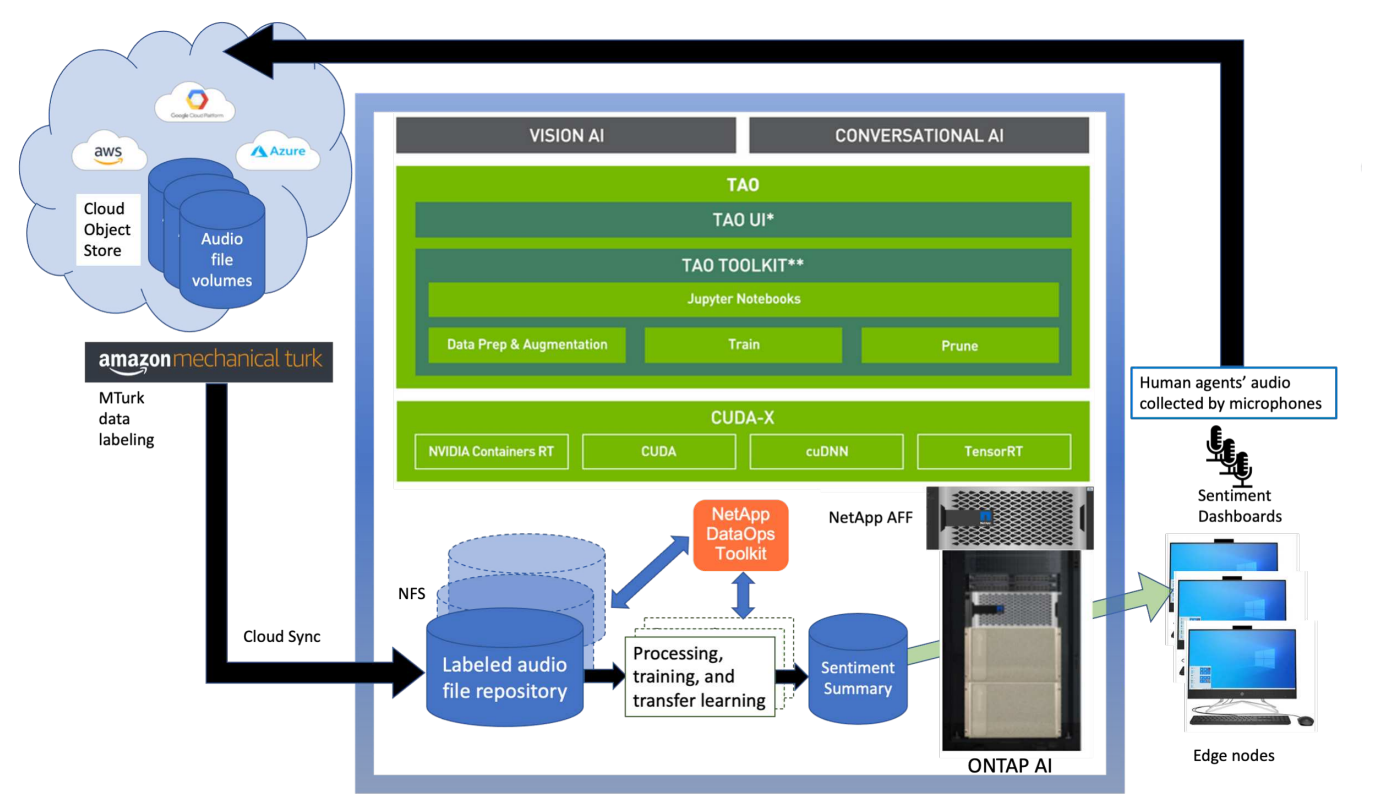 Google Cloud Platform
aws
Azure
Cloud
Object
Store
Audio
file
volumes
amazon mechanical turk
MTurk
data
labeling
Cloud Sync
VISION AI
CONVERSATIONAL AI
TAO
TAO UI*
TAO TOOLKIT**
Jupyter Notebooks
Data Prep & Augmentation
Train
Prune
CUDA-X
NVIDIA Containers RT
CUDA
cuDNN
TensorRT
NetApp
DataOps
Toolkit
NetApp AFF
NFS
Labeled audio
file repository
Processing,
training, and
transfer learning
Sentiment
Summary
ONTAP AI
Human agents’ audio
collected by microphones
Sentiment
Dashboards
Edge nodes